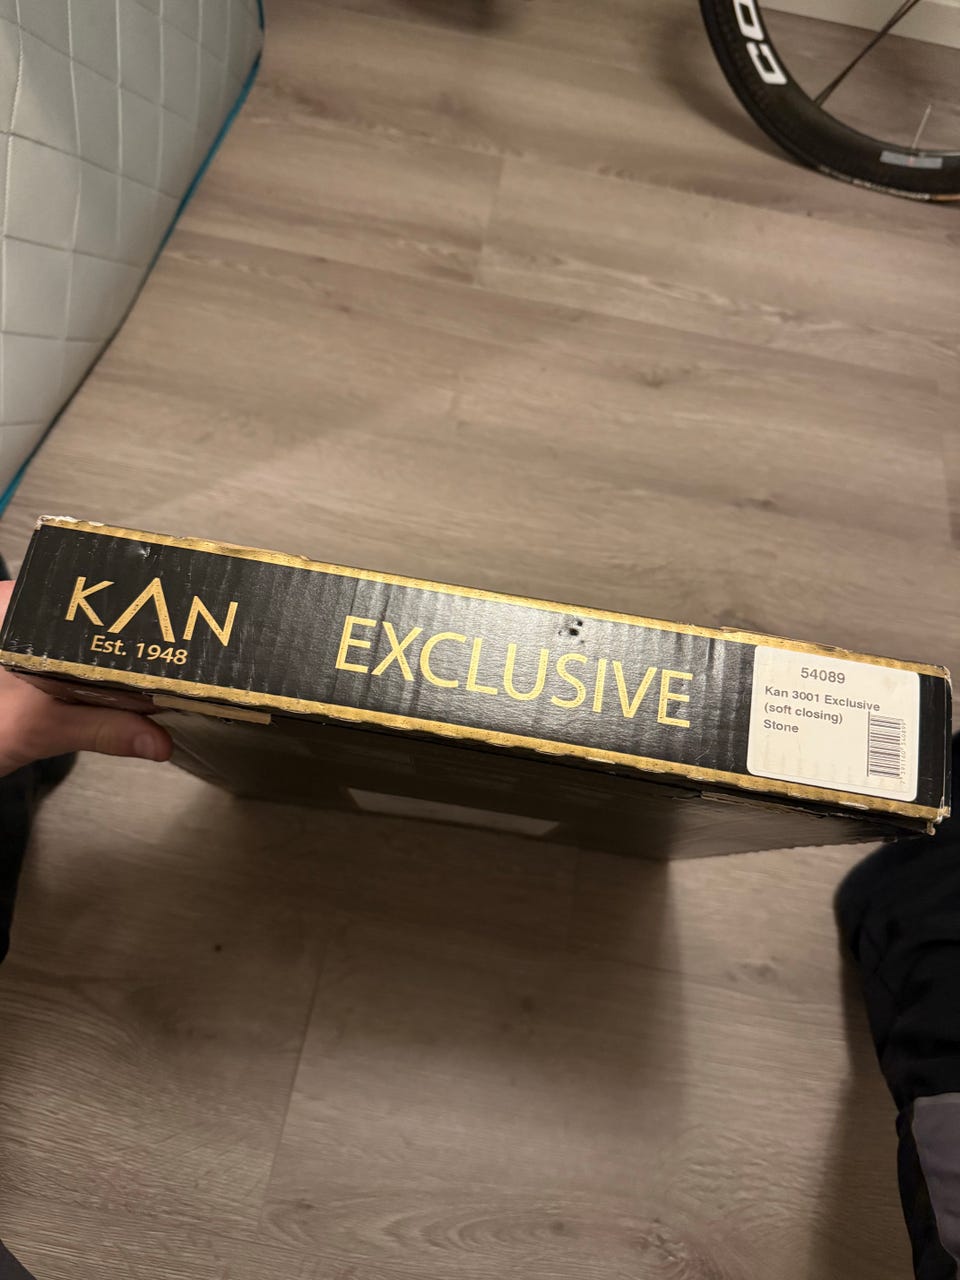 KAN
Est. 1948
EXCLUSIVE
54089
Kan 3001 Exclusive
(soft closing)
Stone